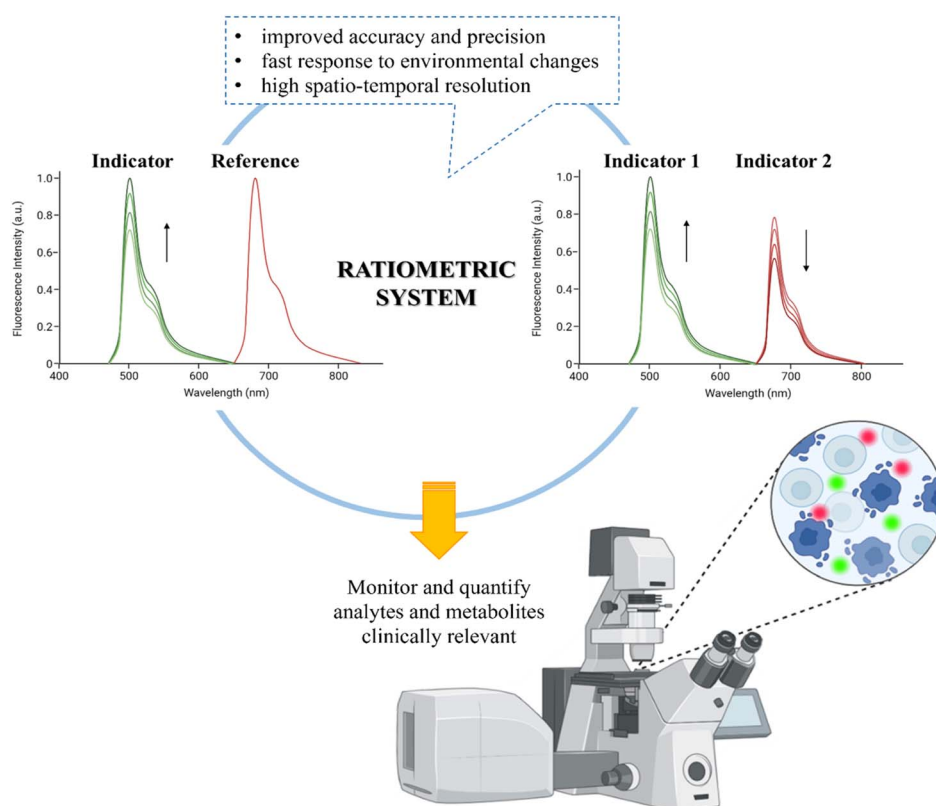 • improved accuracy and precision
• fast response to environmental changes
• high spatio-temporal resolution
Indicator
Reference
1.0
0.8
0.6
0.4
0.2
0
Fluorescence Intensity (a.u.)
400
500
600
700
800
Wavelength (nm)
RATIOMETRIC
SYSTEM
Indicator 1
Indicator 2
1.0
0.8
0.6
0.4
0.2
0
Fluorescence Intensity (a.u.)
400
500
600
700
800
Wavelength (nm)
Monitor and quantify
analytes and metabolites
clinically relevant